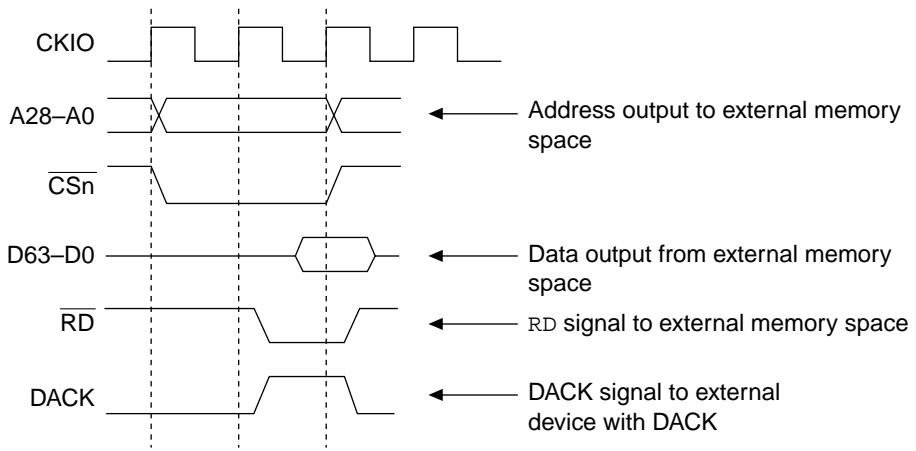 CKIO
A28–A0
Address output to external memory
space
CSn
D63–D0
Data output from external memory
space
RD
RD signal to external memory space
DACK
DACK signal to external
device with DACK